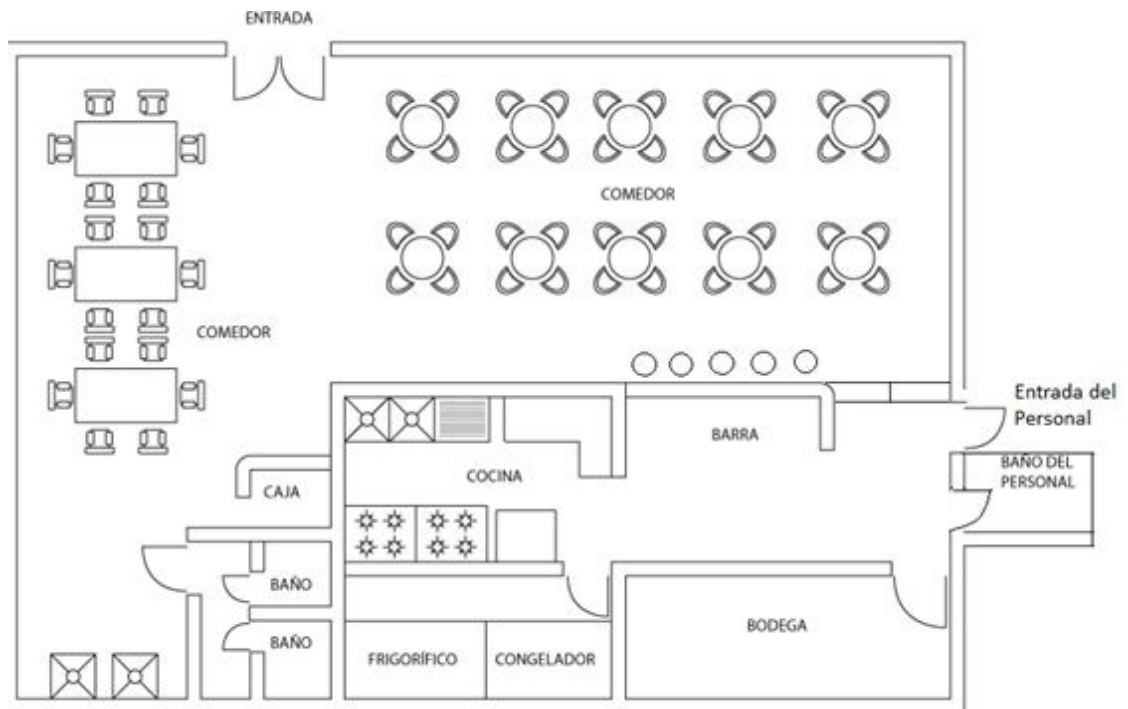 ENTRADA
COMEDOR
COMEDOR
Entrada del
Personal
BARRA
BAÑO DEL
PERSONAL
COCINA
CAJA
BAÑO
BODEGA
BAÑO
FRIGORÍFICO
CONGELADOR